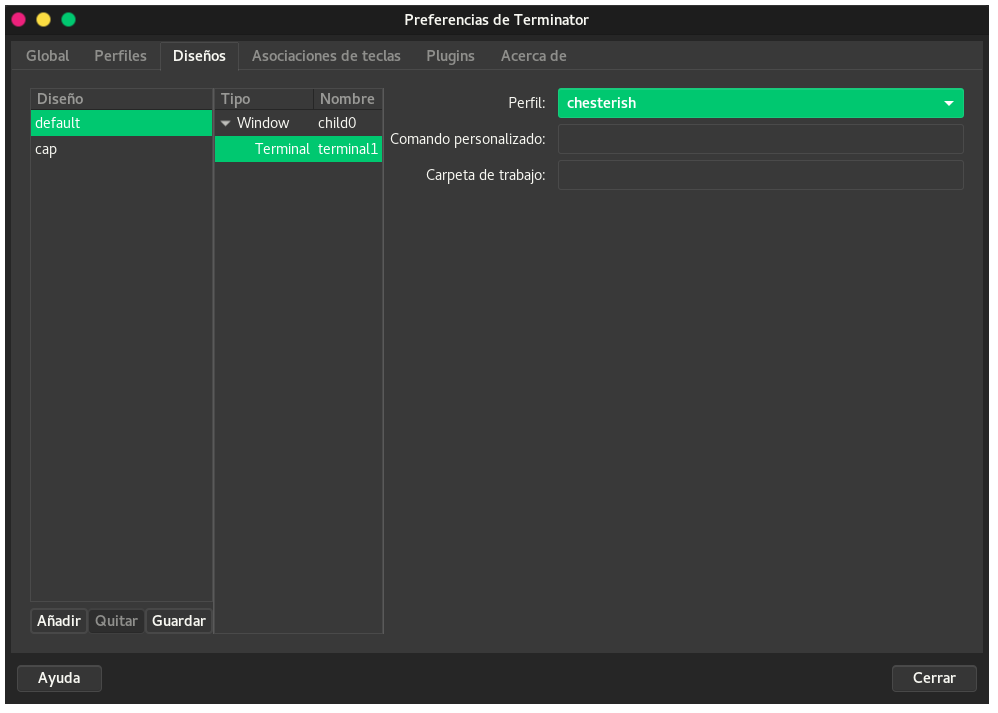 Preferencias de Terminator
Global Perfiles Diseños Asociaciones de teclas Plugins Acerca de
Diseño
default
cap
Tipo Nombre
Window child0
Terminal terminal1
Perfil: chesterish
Comando personalizado:
Carpeta de trabajo:
Añadir Quitar Guardar
Ayuda Cerrar